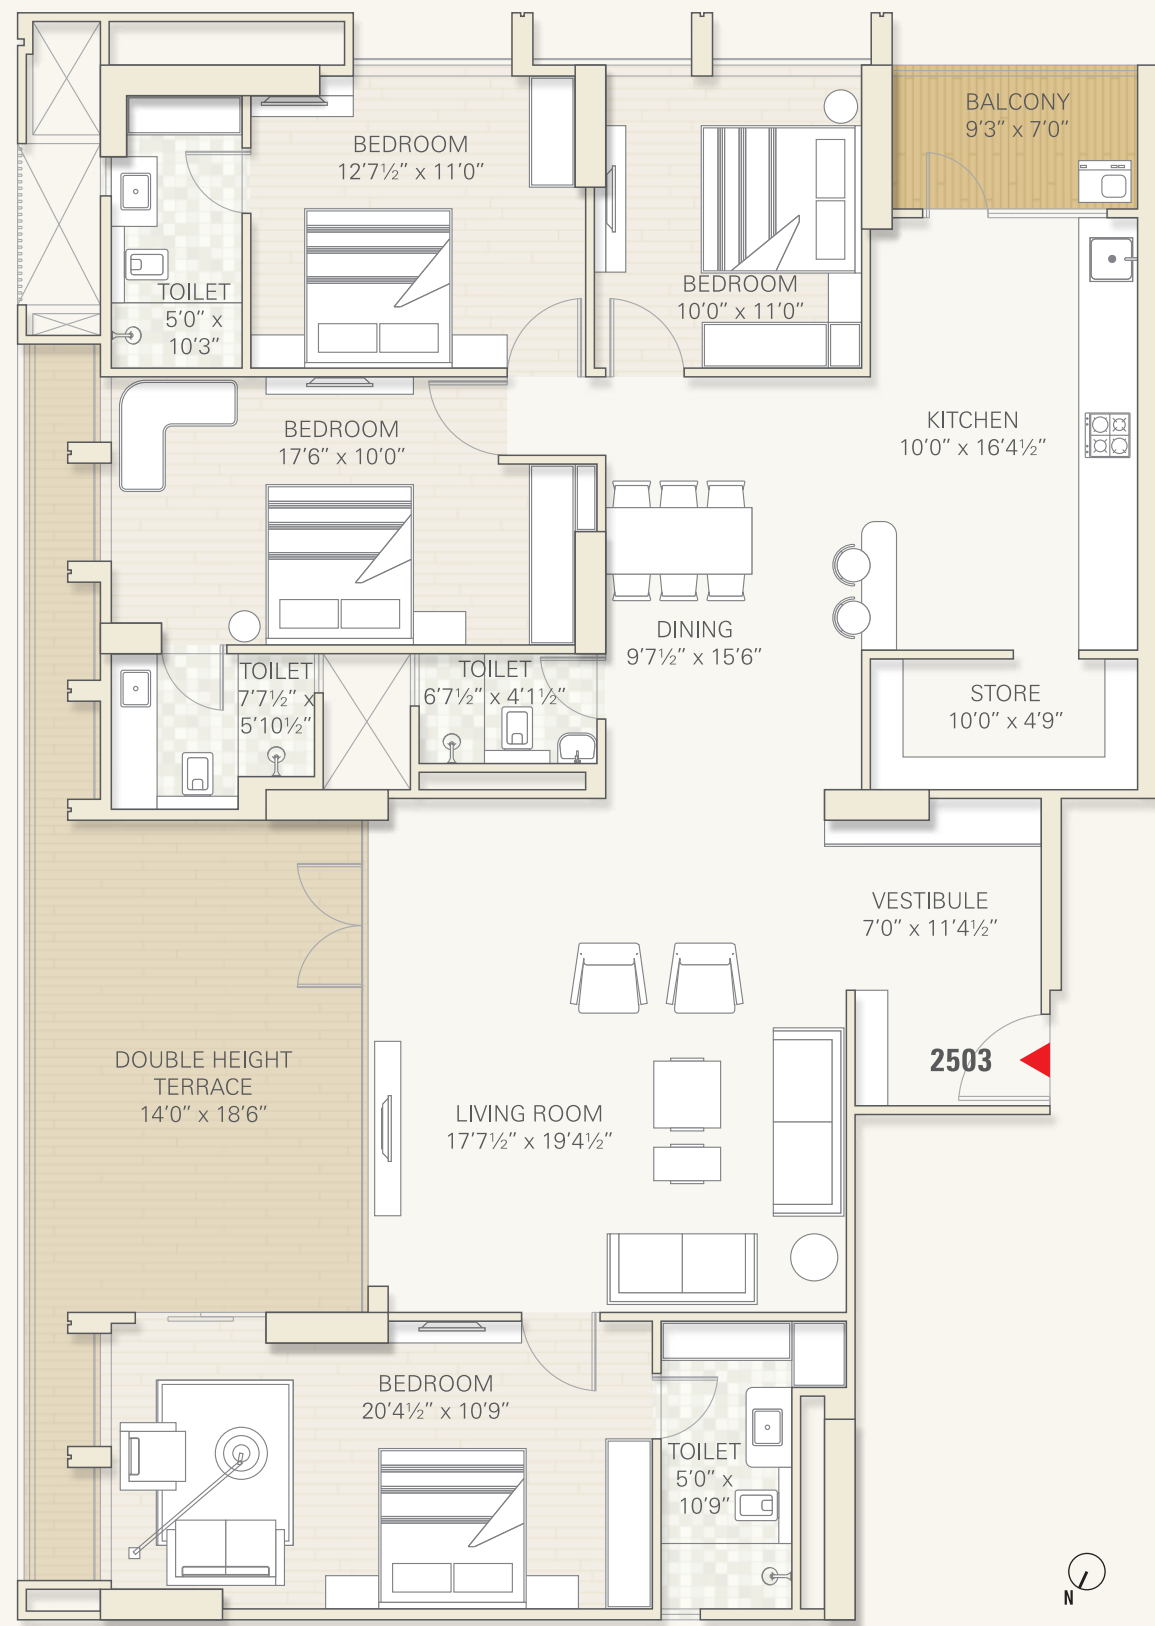 BALCONY
9'3” x 7'0”
BEDROOM
12'7½” x 11'0”
BEDROOM
10'0” x 11'0”
TOILET
5'0” x
10'3”
KITCHEN
10'0” x 16'4½”
BEDROOM
17'6” x 10'0”
DINING
9'7½” x 15'6”
TOILET
7'7½” x
5'10½”
TOILET
6'7½” x 4'1½”
STORE
10'0” x 4'9”
VESTIBULE
7'0” x 11'4½”
2503
DOUBLE HEIGHT
TERRACE
14'0” x 18'6”
LIVING ROOM
17'7½” x 19'4½”
BEDROOM
20'4½” x 10'9”
TOILET
5'0” x
10'9”
N